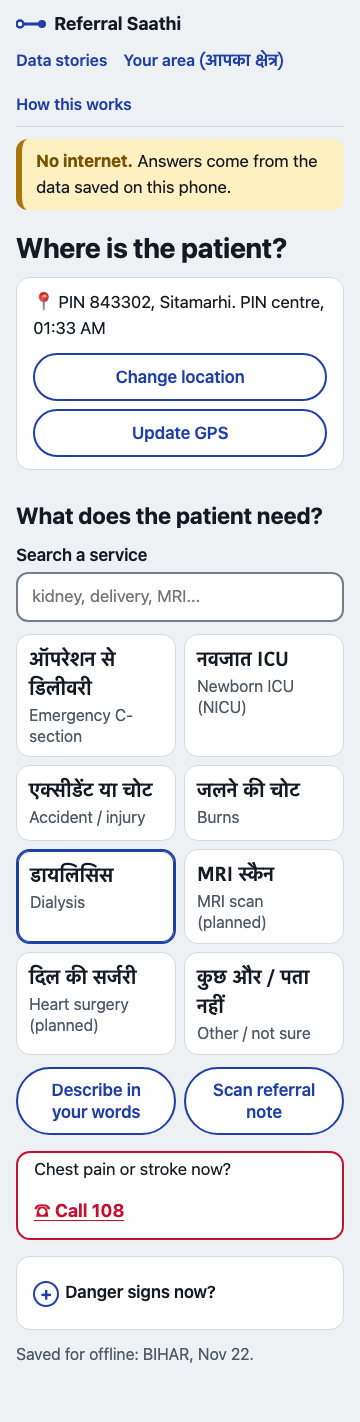 Referral Saathi
Data stories Your area (आपका क्षेत्र)
How this works
No internet. Answers come from the
data saved on this phone.
Where is the patient?
📍 PIN 843302, Sitamarhi. PIN centre,
01:33 AM
Change location
Update GPS
What does the patient need?
Search a service
kidney, delivery, MRI...
ऑपरेशन से
डिलीवरी
Emergency C-
section
नवजात ICU
Newborn ICU
(NICU)
एक्सीडेंट या चोट
Accident / injury
जलने की चोट
Burns
डायलिसिस
Dialysis
MRI स्कैन
MRI scan
(planned)
दिल की सर्जरी
Heart surgery
(planned)
कुछ और / पता
नहीं
Other / not sure
Describe in
your words
Scan referral
note
Chest pain or stroke now?
☎ Call 108
+ Danger signs now?
Saved for offline: BIHAR, Nov 22.